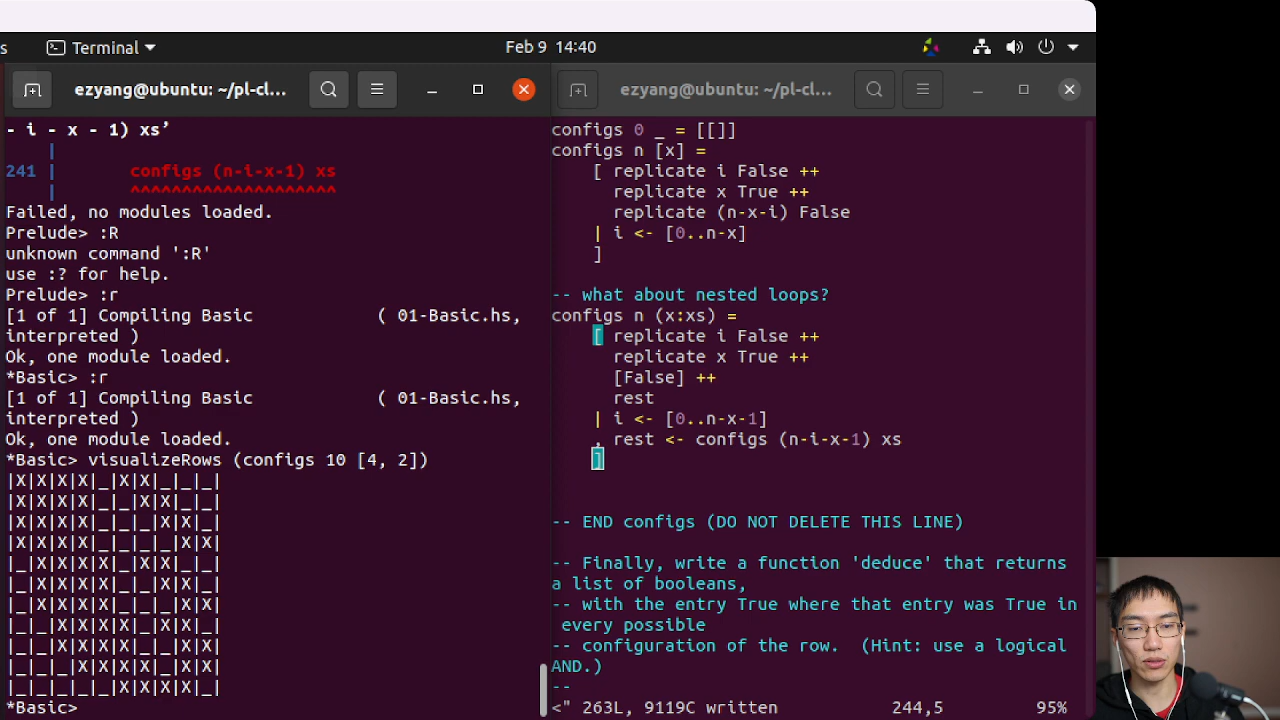 s Terminal Feb 9 14:40
ezyang@ubuntu: ~/pl-cl...
- i - x - 1) xs’
|
241 | configs (n-i-x-1) xs
| ^^^^^^^^^^^^^^^^^^^^
Failed, no modules loaded.
Prelude> :R
unknown command ':R'
use :? for help.
Prelude> :r
[1 of 1] Compiling Basic ( 01-Basic.hs,
interpreted )
Ok, one module loaded.
*Basic> :r
[1 of 1] Compiling Basic ( 01-Basic.hs,
interpreted )
Ok, one module loaded.
*Basic> visualizeRows (configs 10 [4, 2])
|X|X|X|X|_|X|X|_|_|_|
|X|X|X|X|_|_|X|X|_|_|
|X|X|X|X|_|_|_|X|X|_|
|X|X|X|X|_|_|_|_|X|X|
|_|X|X|X|X|_|X|X|_|_|
|_|X|X|X|X|_|_|X|X|_|
|_|X|X|X|X|_|_|_|X|X|
|_|_|X|X|X|X|_|X|X|_|
|_|_|X|X|X|X|_|_|X|X|
|_|_|_|X|X|X|X|_|X|X|
|_|_|_|_|_|X|X|X|X|_|
*Basic>
ezyang@ubuntu: ~/pl-cl...
configs 0 _ = [[]]
configs n [x] =
[ replicate i False ++
replicate x True ++
replicate (n-x-i) False
| i <- [0..n-x]
]
-- what about nested loops?
configs n (x:xs) =
[ replicate i False ++
replicate x True ++
[False] ++
rest
| i <- [0..n-x-1]
, rest <- configs (n-i-x-1) xs
]
-- END configs (DO NOT DELETE THIS LINE)
-- Finally, write a function 'deduce' that returns
a list of booleans,
-- with the entry True where that entry was True in
every possible
-- configuration of the row. (Hint: use a logical
AND.)
--
<" 263L, 9119C written 244,5 95%